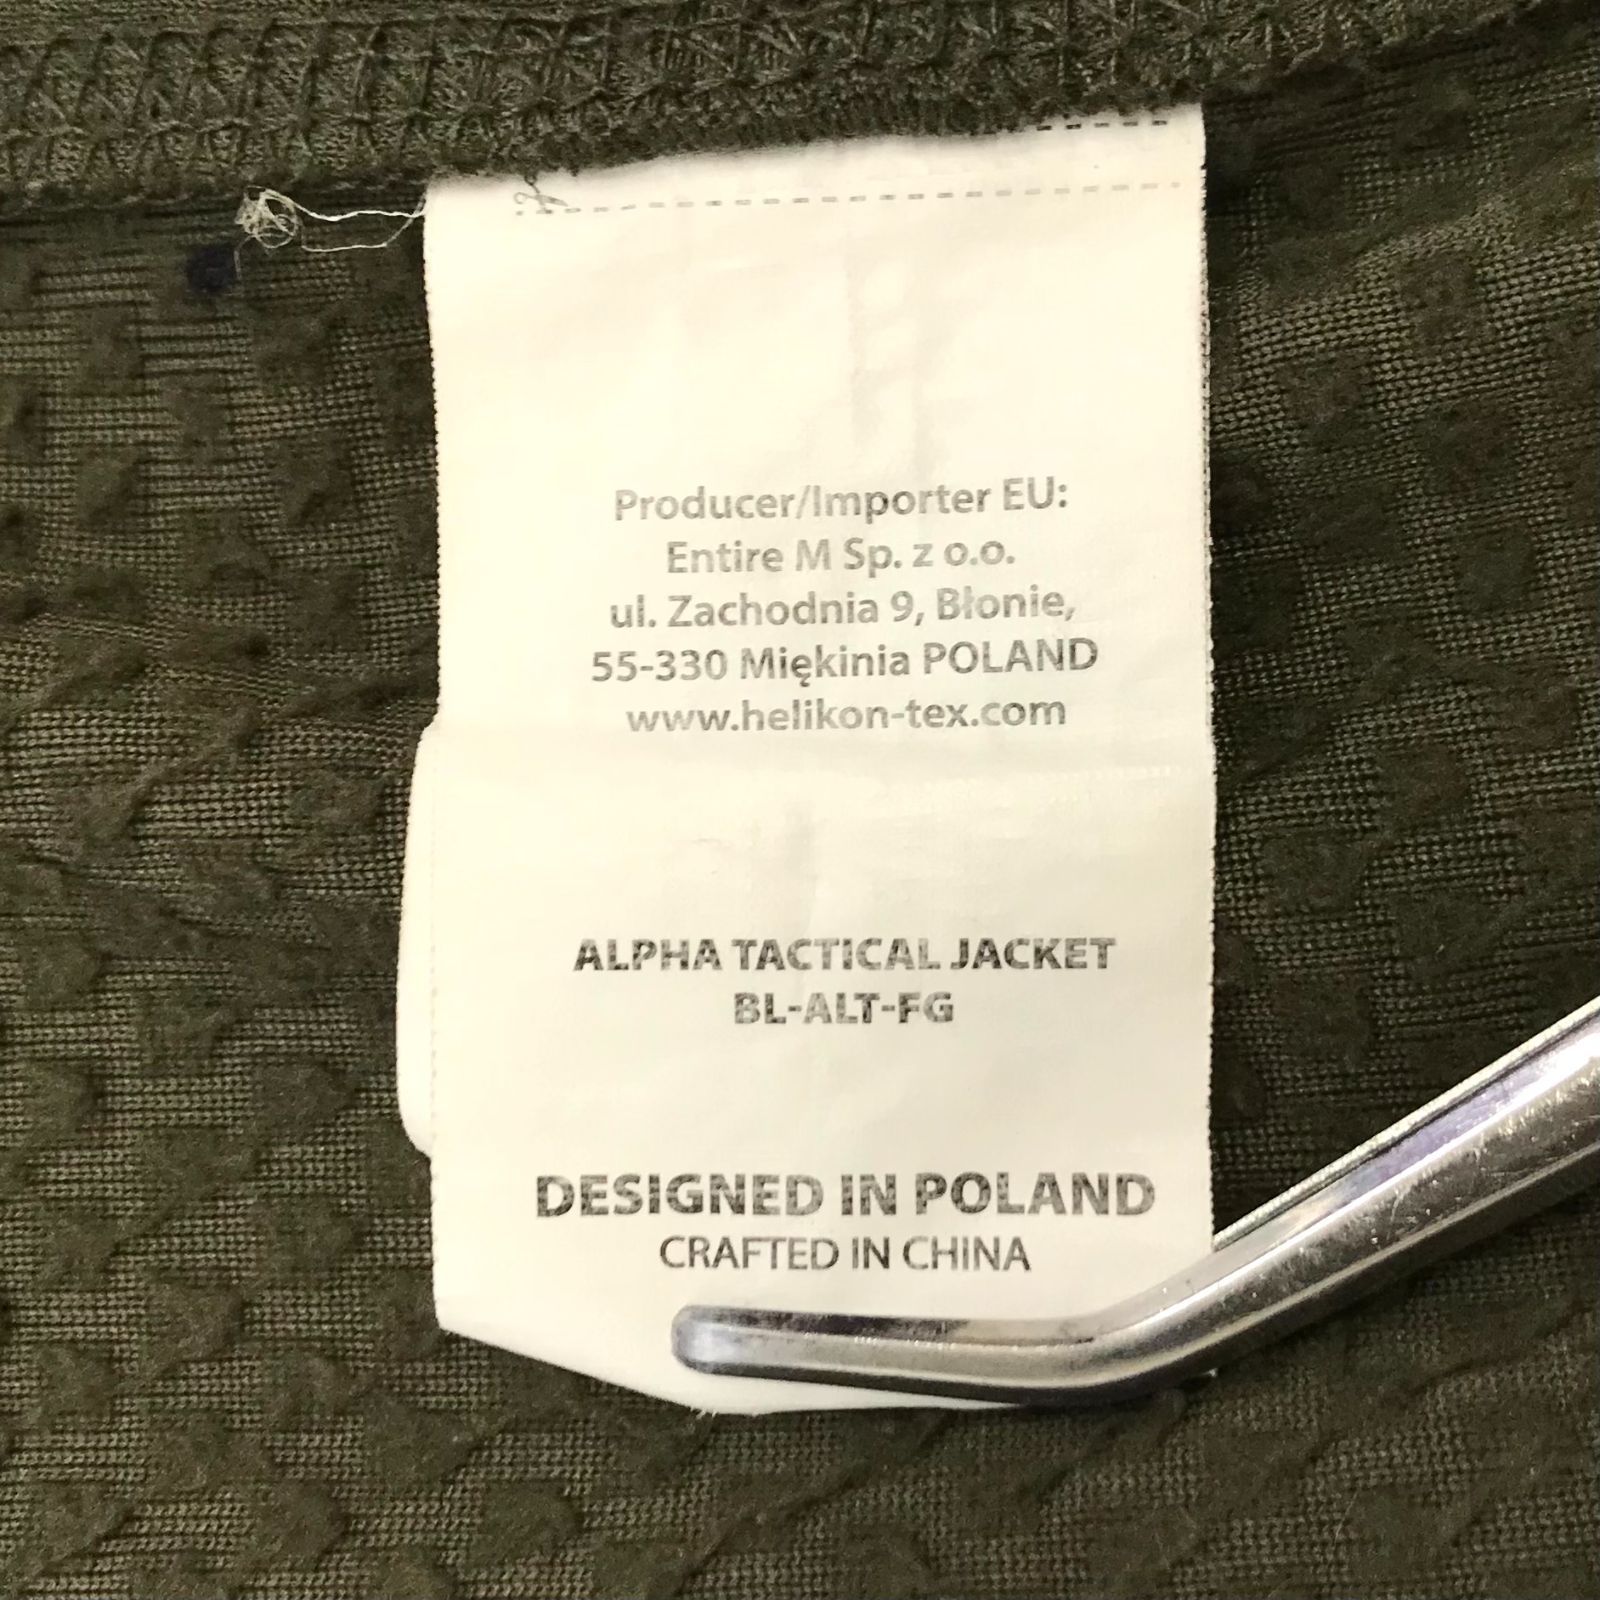 Producer/Importer EU:
Entire M Sp. z o.o.
ul. Zachodnia 9, Błonie,
55-330 Miękinia POLAND
www.helikon-tex.com
ALPHA TACTICAL JACKET
BL-ALT-FG
DESIGNED IN POLAND
CRAFTED IN CHINA